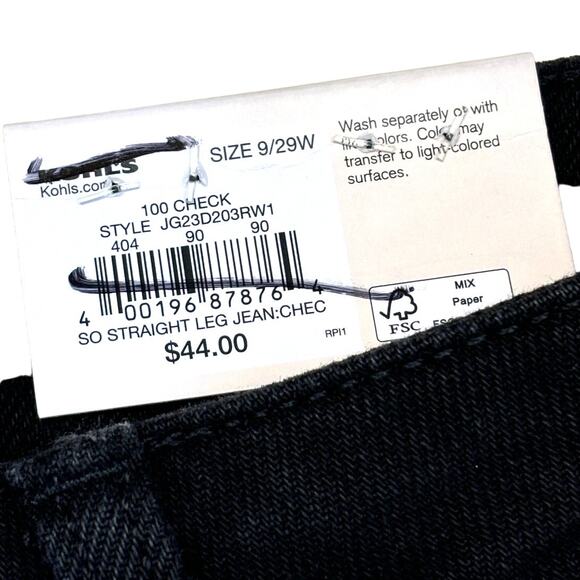 KOHL'S
Kohls.com
SIZE 9/29W
Wash separately or with
like colors. Color may
transfer to light-colored
surfaces.
100 CHECK
STYLE JG23D203RW1
404 90 90
4 00196 87876 4
SO STRAIGHT LEG JEAN:CHEC
$44.00
RPI1
MIX
Paper
FSC